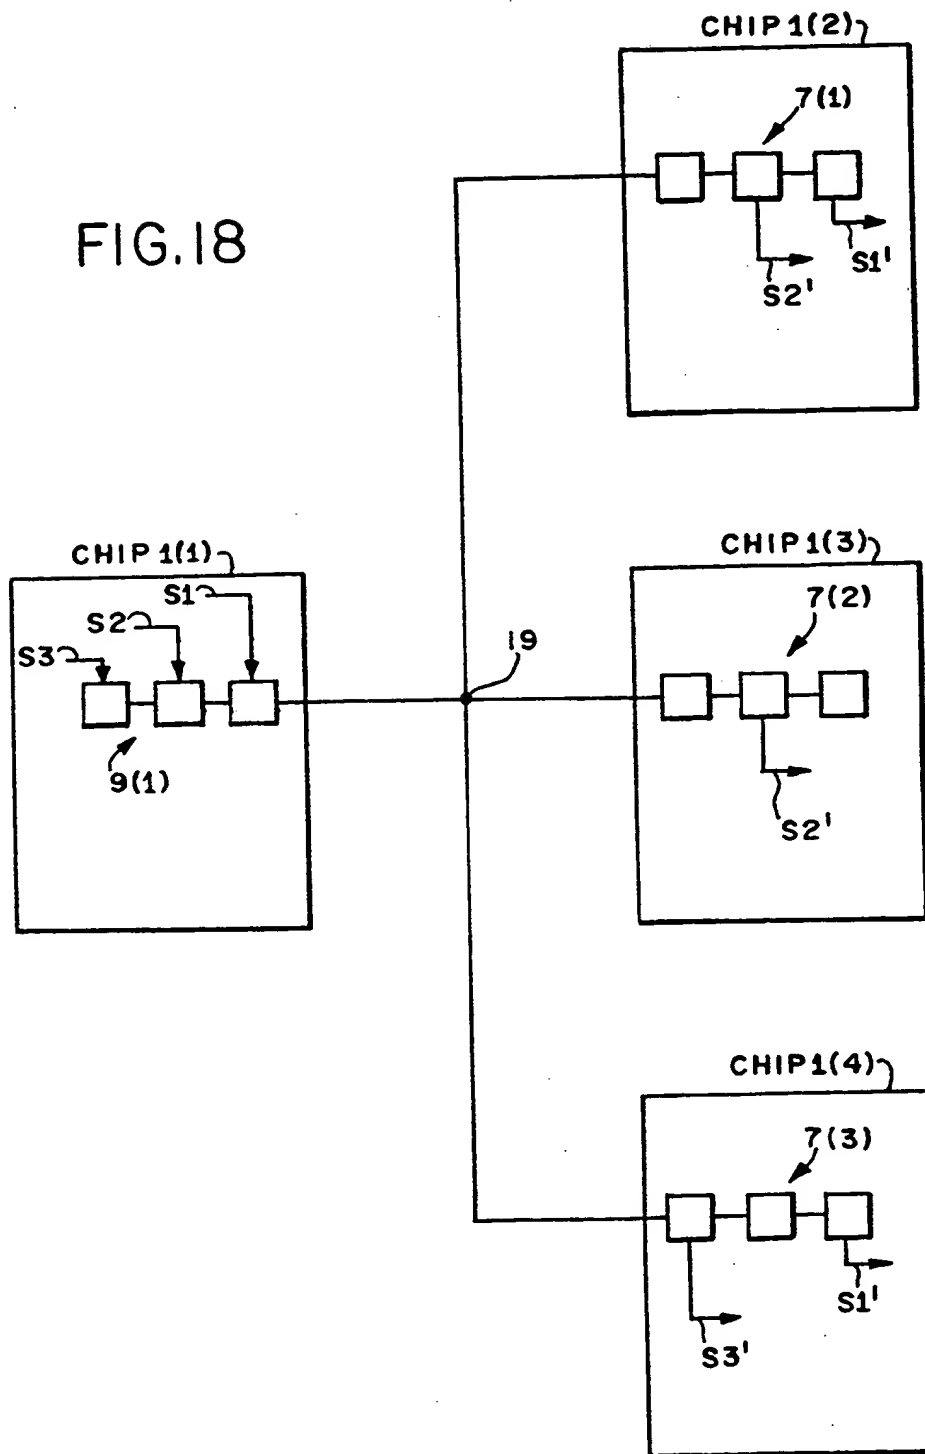 CHIP 1(2)
7(1)
FIG. 18
S1'
S2'
CHIP 1(1)
S1
S2
S3
9(1)
19
CHIP 1(3)
7(2)
S2'
CHIP 1(4)
7(3)
S1'
S3'